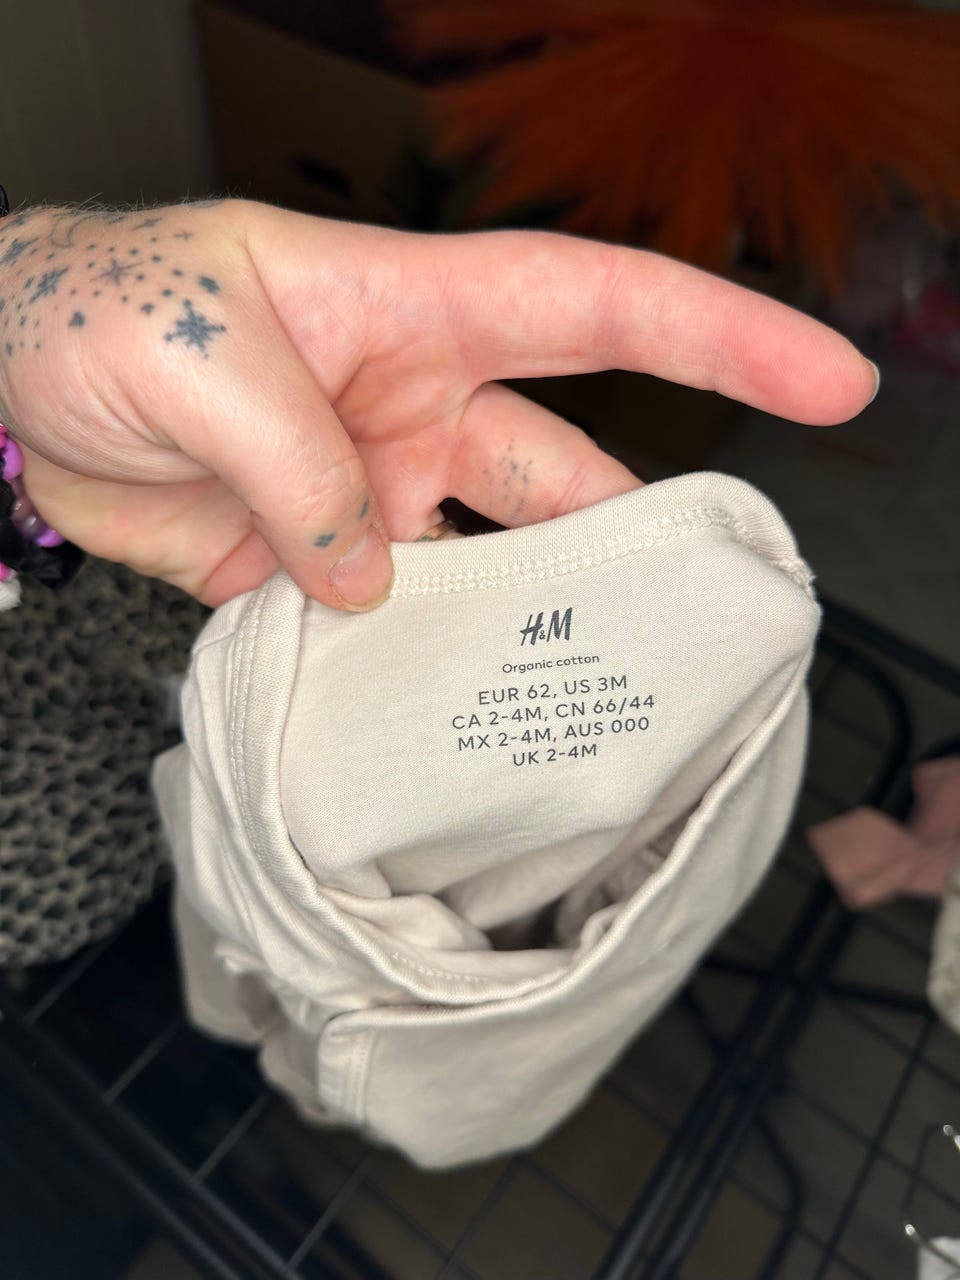 H&M
Organic cotton
EUR 62, US 3M
CA 2-4M, CN 66/44
MX 2-4M, AUS 000
UK 2-4M